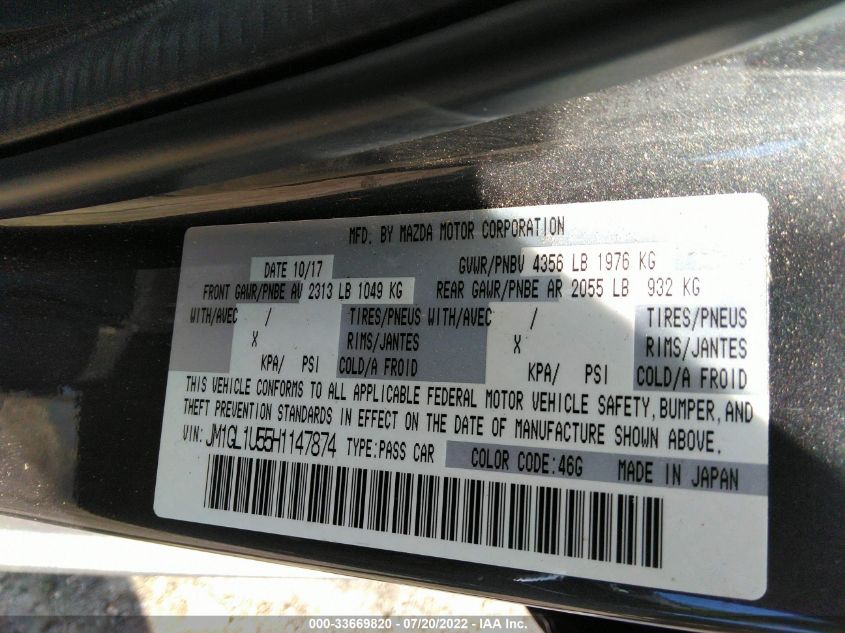 MFD. BY MAZDA MOTOR CORPORATION
DATE 10/17 GVWR/PNBV 4356 LB 1976 KG
FRONT GAWR/PNBE AV 2313 LB 1049 KG REAR GAWR/PNBE AR 2055 LB 932 KG
WITH/AVEC / TIRES/PNEUS WITH/AVEC / TIRES/PNEUS
X RIMS/JANTES X RIMS/JANTES
KPA/ PSI COLD/A FROID KPA/ PSI COLD/A FROID
THIS VEHICLE CONFORMS TO ALL APPLICABLE FEDERAL MOTOR VEHICLE SAFETY, BUMPER, AND
THEFT PREVENTION STANDARDS IN EFFECT ON THE DATE OF MANUFACTURE SHOWN ABOVE.
VIN: JM1GL1U55H1147874 TYPE:PASS CAR COLOR CODE:46G MADE IN JAPAN
000-33669820 - 07/20/2022 - IAA Inc.